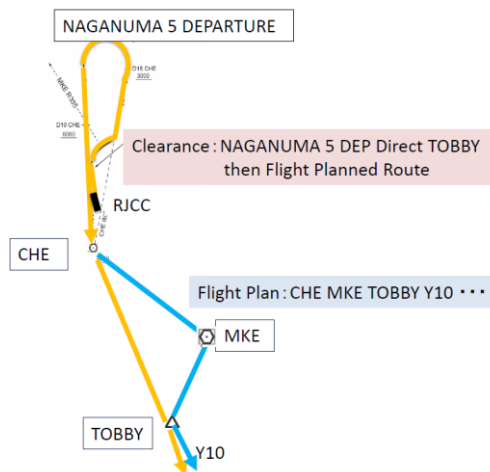 NAGANUMA 5 DEPARTURE
D15 CHE
3000
MKE R305
D10 CHE
6000
Clearance：NAGANUMA 5 DEP Direct TOBBY
then Flight Planned Route
RJCC
CHE
Flight Plan：CHE MKE TOBBY Y10 ･･･
MKE
TOBBY
Y10